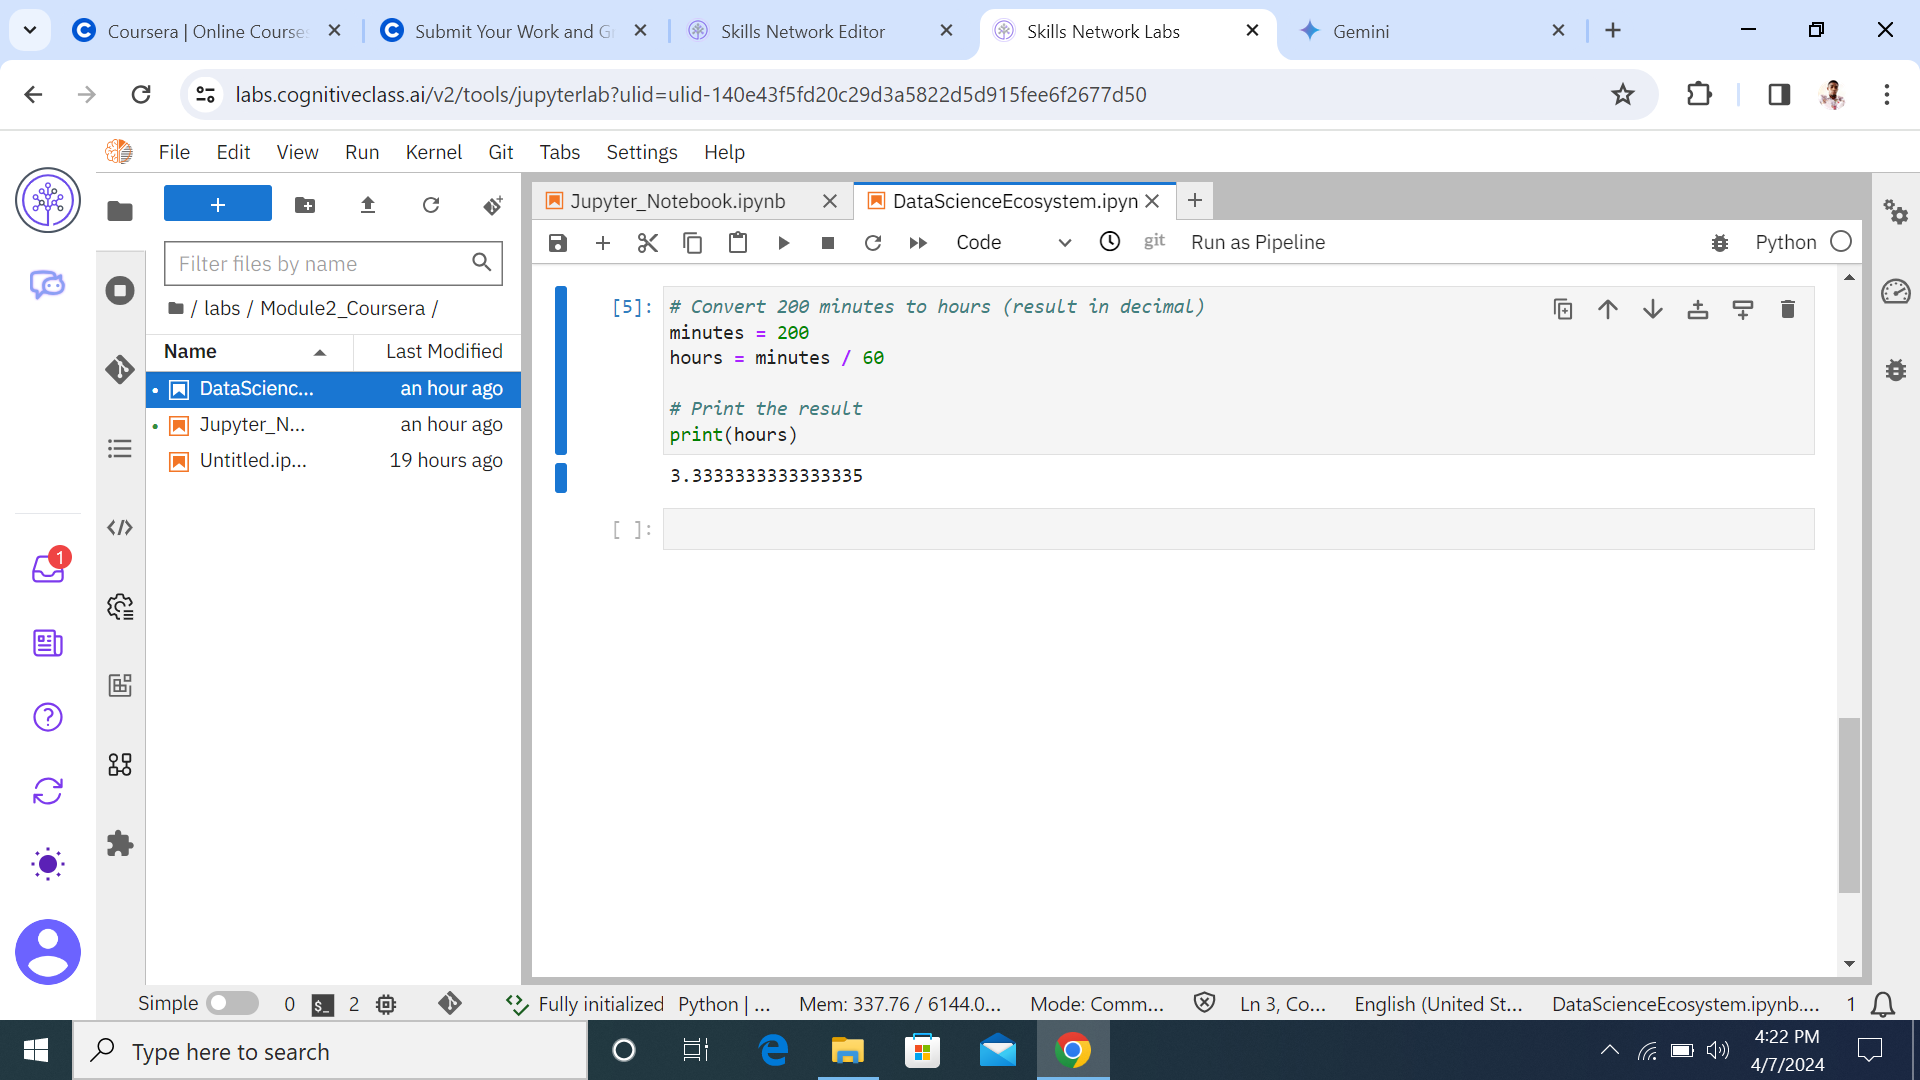 Coursera | Online Courses
Submit Your Work and Gr
Skills Network Editor
Skills Network Labs
Gemini
labs.cognitiveclass.ai/v2/tools/jupyterlab?ulid=ulid-140e43f5fd20c29d3a5822d5d915fee6f2677d50
File Edit View Run Kernel Git Tabs Settings Help
Jupyter_Notebook.ipynb
DataScienceEcosystem.ipyn
Code
git
Run as Pipeline
Python
Filter files by name
/ labs / Module2_Coursera /
Name Last Modified
DataScienc... an hour ago
Jupyter_N... an hour ago
Untitled.ip... 19 hours ago
1
[5]: # Convert 200 minutes to hours (result in decimal)
minutes = 200
hours = minutes / 60
# Print the result
print(hours)
3.3333333333333335
[ ]:
Simple 0 $_ 2 Fully initialized Python | ... Mem: 337.76 / 6144.0... Mode: Comm... Ln 3, Co... English (United St... DataScienceEcosystem.ipynb.... 1
Type here to search
4:22 PM
4/7/2024